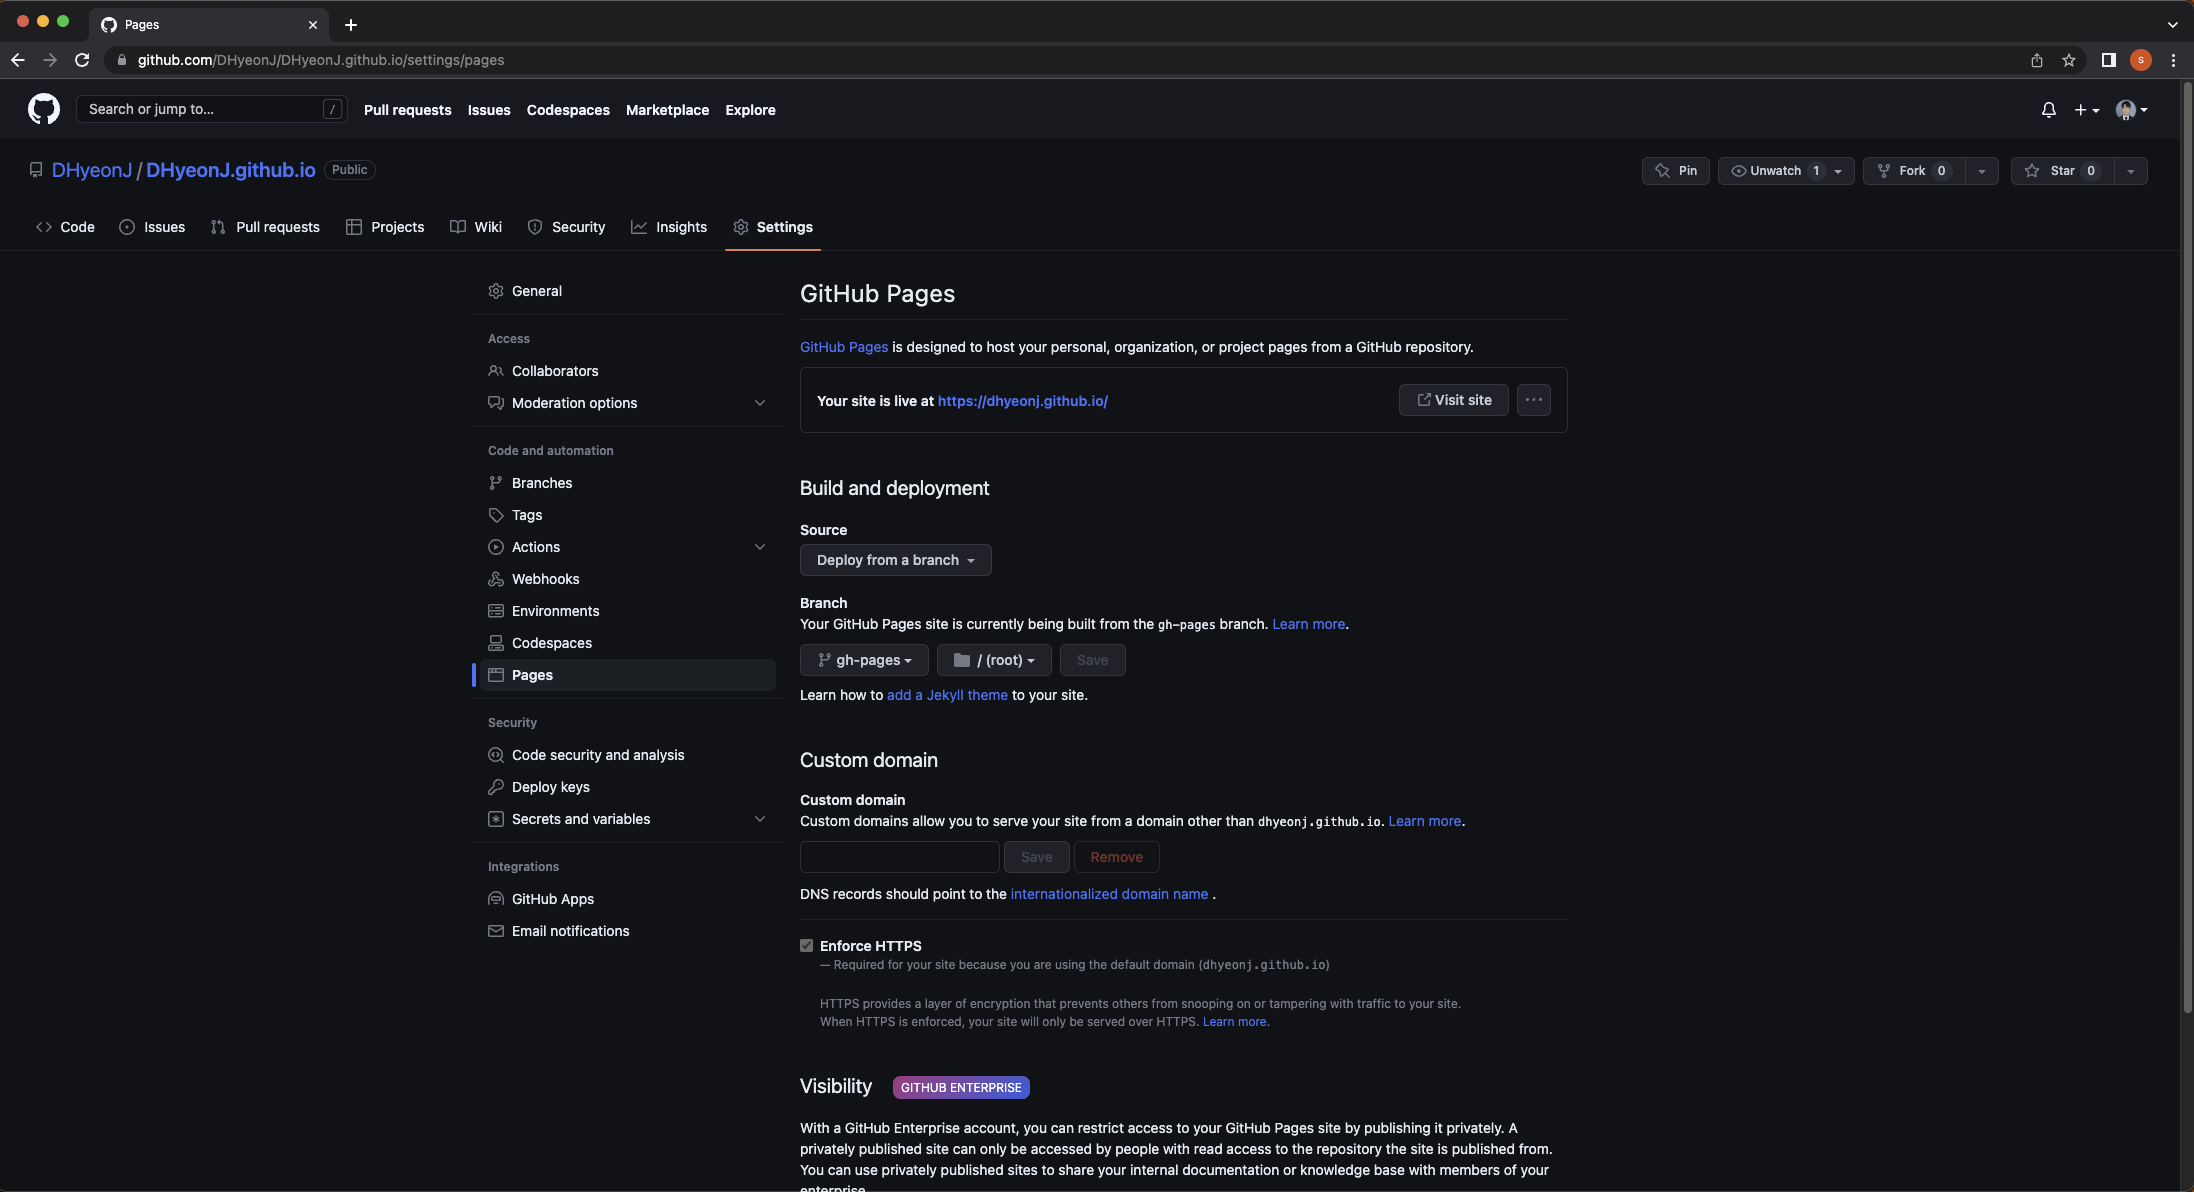 Pages
github.com/DHyeonJ/DHyeonJ.github.io/settings/pages
S
Search or jump to...
/
Pull requests
Issues
Codespaces
Marketplace
Explore
DHyeonJ / DHyeonJ.github.io
Public
Pin
Unwatch 1
Fork 0
Star 0
Code
Issues
Pull requests
Projects
Wiki
Security
Insights
Settings
General
Access
Collaborators
Moderation options
Code and automation
Branches
Tags
Actions
Webhooks
Environments
Codespaces
Pages
Security
Code security and analysis
Deploy keys
Secrets and variables
Integrations
GitHub Apps
Email notifications
GitHub Pages
GitHub Pages is designed to host your personal, organization, or project pages from a GitHub repository.
Your site is live at https://dhyeonj.github.io/
Visit site
Build and deployment
Source
Deploy from a branch
Branch
Your GitHub Pages site is currently being built from the gh-pages branch. Learn more.
gh-pages
/ (root)
Save
Learn how to add a Jekyll theme to your site.
Custom domain
Custom domain
Custom domains allow you to serve your site from a domain other than dhyeonj.github.io. Learn more.
Save
Remove
DNS records should point to the internationalized domain name .
Enforce HTTPS
— Required for your site because you are using the default domain (dhyeonj.github.io)
HTTPS provides a layer of encryption that prevents others from snooping on or tampering with traffic to your site.
When HTTPS is enforced, your site will only be served over HTTPS. Learn more.
Visibility
GITHUB ENTERPRISE
With a GitHub Enterprise account, you can restrict access to your GitHub Pages site by publishing it privately. A
privately published site can only be accessed by people with read access to the repository the site is published from.
You can use privately published sites to share your internal documentation or knowledge base with members of your
enterprise